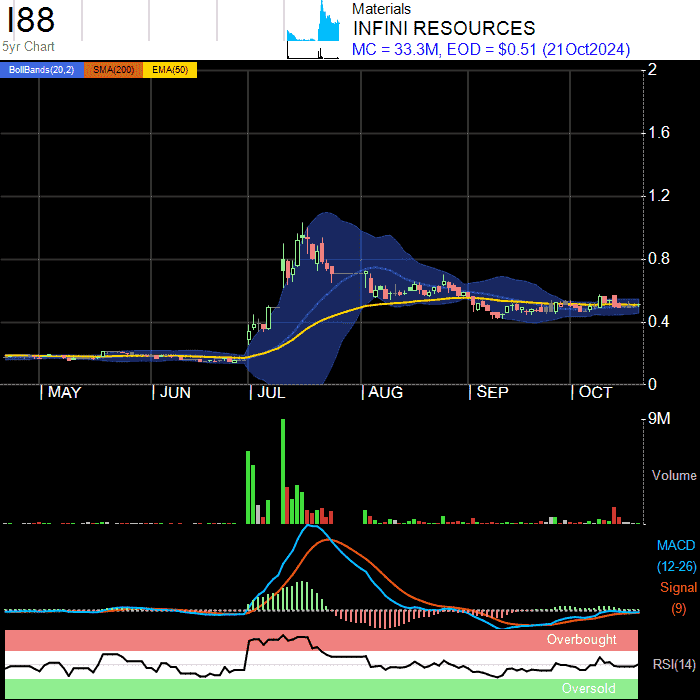 I88
5yr Chart
Materials
INFINI RESOURCES
MC = 33.3M, EOD = $0.51 (21Oct2024)
BollBands(20,2) SMA(200) EMA(50)
2
1.6
1.2
0.8
0.4
0
MAY JUN JUL AUG SEP OCT
9M
Volume
MACD
(12-26)
Signal
(9)
Overbought
RSI(14)
Oversold